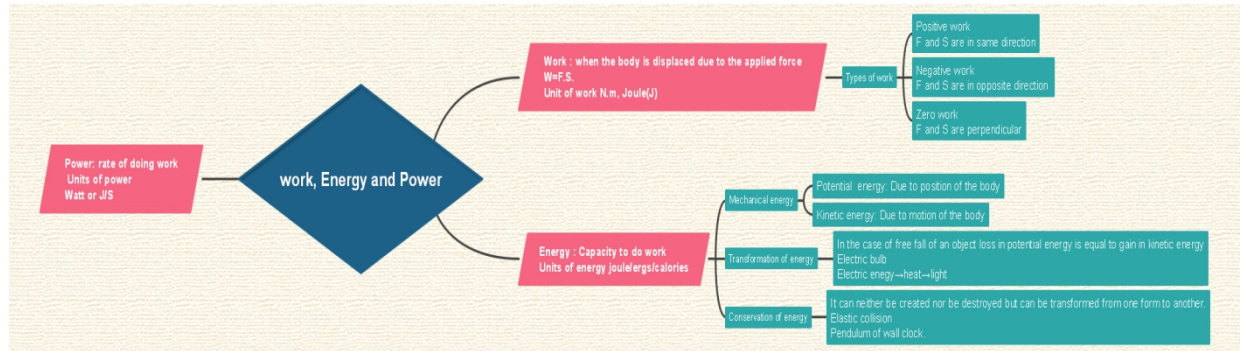 work, Energy and Power
Power: rate of doing work
Units of power
Watt or J/S
Work : when the body is displaced due to the applied force
W=F.S.
Unit of work N.m, Joule(J)
Types of work
Positive work
F and S are in same direction
Negative work
F and S are in opposite direction
Zero work
F and S are perpendicular
Energy : Capacity to do work
Units of energy joule/ergs/calories
Mechanical energy
Potential energy: Due to position of the body
Kinetic energy: Due to motion of the body
Transformation of energy
In the case of free fall of an object loss in potential energy is equal to gain in kinetic energy
Electric bulb
Electric enegy→heat→light
Conservation of energy
It can neither be created nor be destroyed but can be transformed from one form to another.
Elastic collision
Pendulum of wall clock.